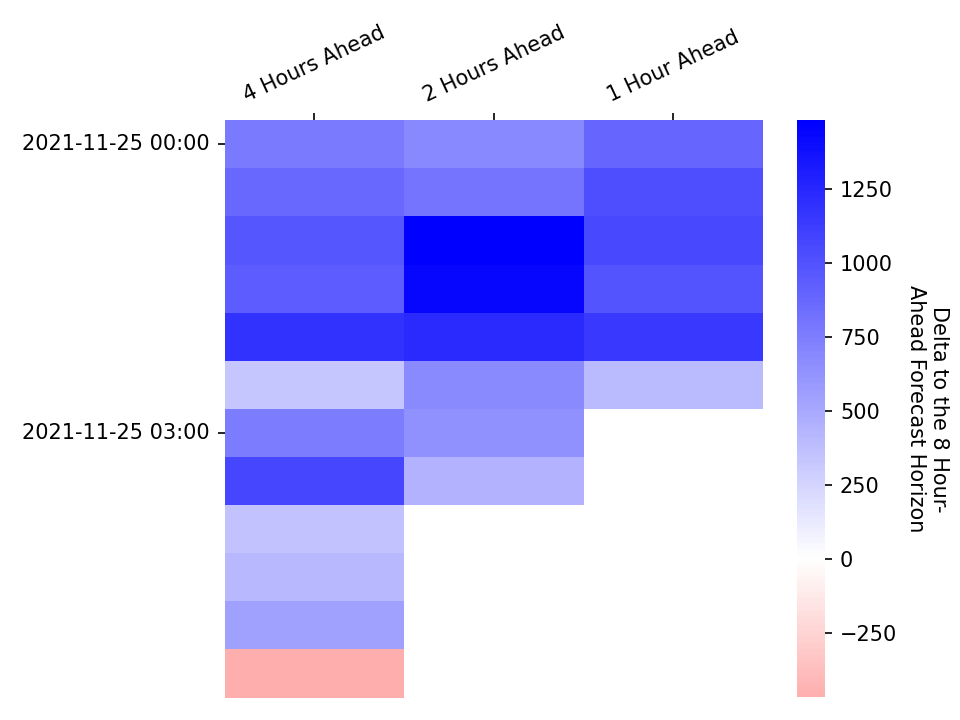 4 Hours Ahead
2 Hours Ahead
1 Hour Ahead
2021-11-25 00:00
2021-11-25 03:00
1250
1000
750
500
250
0
−250
Delta to the 8 Hour-
Ahead Forecast Horizon